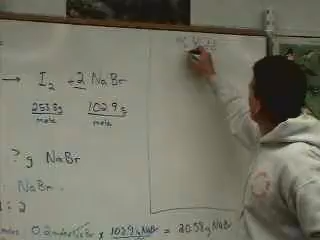 → I₂ + 2 NaBr
253.8g 102.9g
mole mole
? g NaBr
NaBr
: 2
moles 0.2 moles NaBr x 102.9g NaBr = 20.58g NaBr